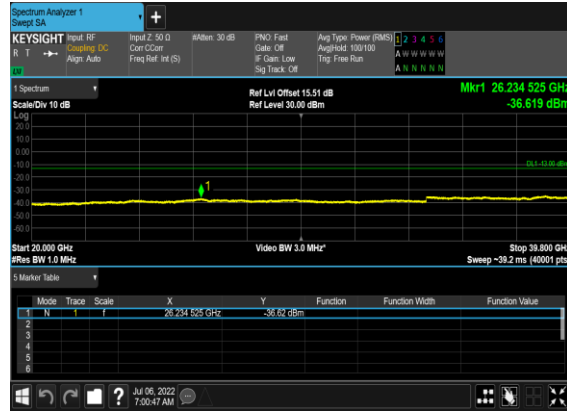 Spectrum Analyzer 1
Swept SA
+
KEYSIGHT
R T
Input: RF
Coupling: DC
Align: Auto
Input Z: 50 Ω
Corr CCorr
Freq Ref: Int (S)
#Atten: 30 dB
PNO: Fast
Gate: Off
IF Gain: Low
Sig Track: Off
Avg Type: Power (RMS)
Avg|Hold: 100/100
Trig: Free Run
1 2 3 4 5 6
A W W W W W
A N N N N N
1 Spectrum
Scale/Div 10 dB
Ref Lvl Offset 15.51 dB
Ref Level 30.00 dBm
Mkr1 26.234 525 GHz
-36.619 dBm
Log
20.0
10.0
0.00
-10.0
-20.0
-30.0
-40.0
-50.0
-60.0
DL1 -13.00 dBm
1
Start 20.000 GHz
#Res BW 1.0 MHz
Video BW 3.0 MHz*
Stop 39.800 GHz
Sweep ~39.2 ms (40001 pts)
5 Marker Table
Mode Trace Scale X Y Function Function Width Function Value
1 N 1 f 26.234 525 GHz -36.62 dBm
2
3
4
5
6
?
Jul 06, 2022
7:00:47 AM